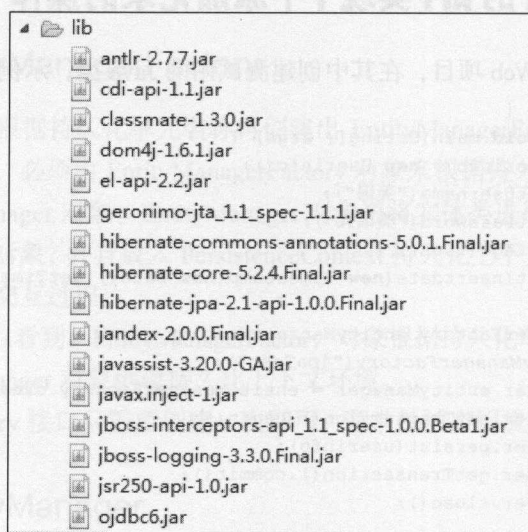 lib
antlr-2.7.7.jar
cdi-api-1.1.jar
classmate-1.3.0.jar
dom4j-1.6.1.jar
el-api-2.2.jar
geronimo-jta_1.1_spec-1.1.1.jar
hibernate-commons-annotations-5.0.1.Final.jar
hibernate-core-5.2.4.Final.jar
hibernate-jpa-2.1-api-1.0.0.Final.jar
jandex-2.0.0.Final.jar
javassist-3.20.0-GA.jar
javax.inject-1.jar
jboss-interceptors-api_1.1_spec-1.0.0.Beta1.jar
jboss-logging-3.3.0.Final.jar
jsr250-api-1.0.jar
ojdbc6.jar